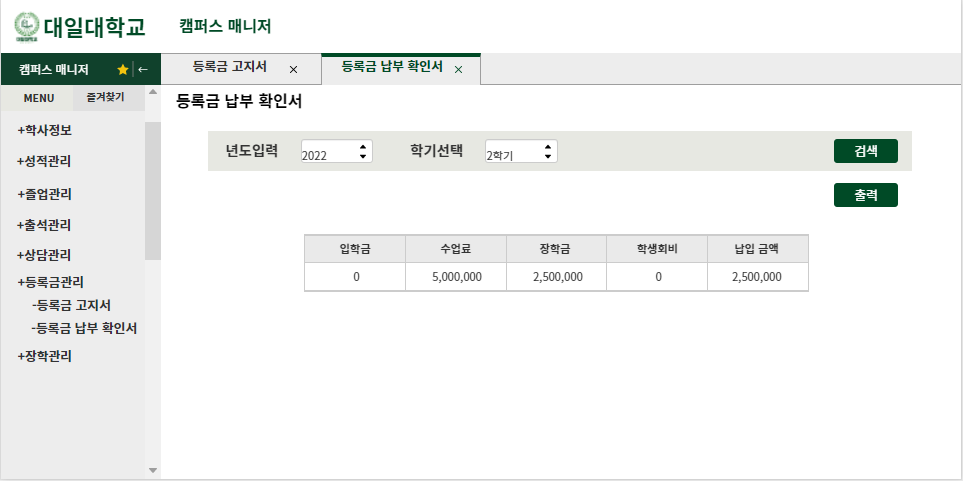 대일대학교 캠퍼스 매니저
캠퍼스 매니저 ←
등록금 고지서 × 등록금 납부 확인서 ×
MENU 즐겨찾기
등록금 납부 확인서
+학사정보
+성적관리
+졸업관리
+출석관리
+상담관리
+등록금관리
-등록금 고지서
-등록금 납부 확인서
+장학관리
년도입력 2022 학기선택 2학기 검색
출력
입학금 수업료 장학금 학생회비 납입 금액
0 5,000,000 2,500,000 0 2,500,000